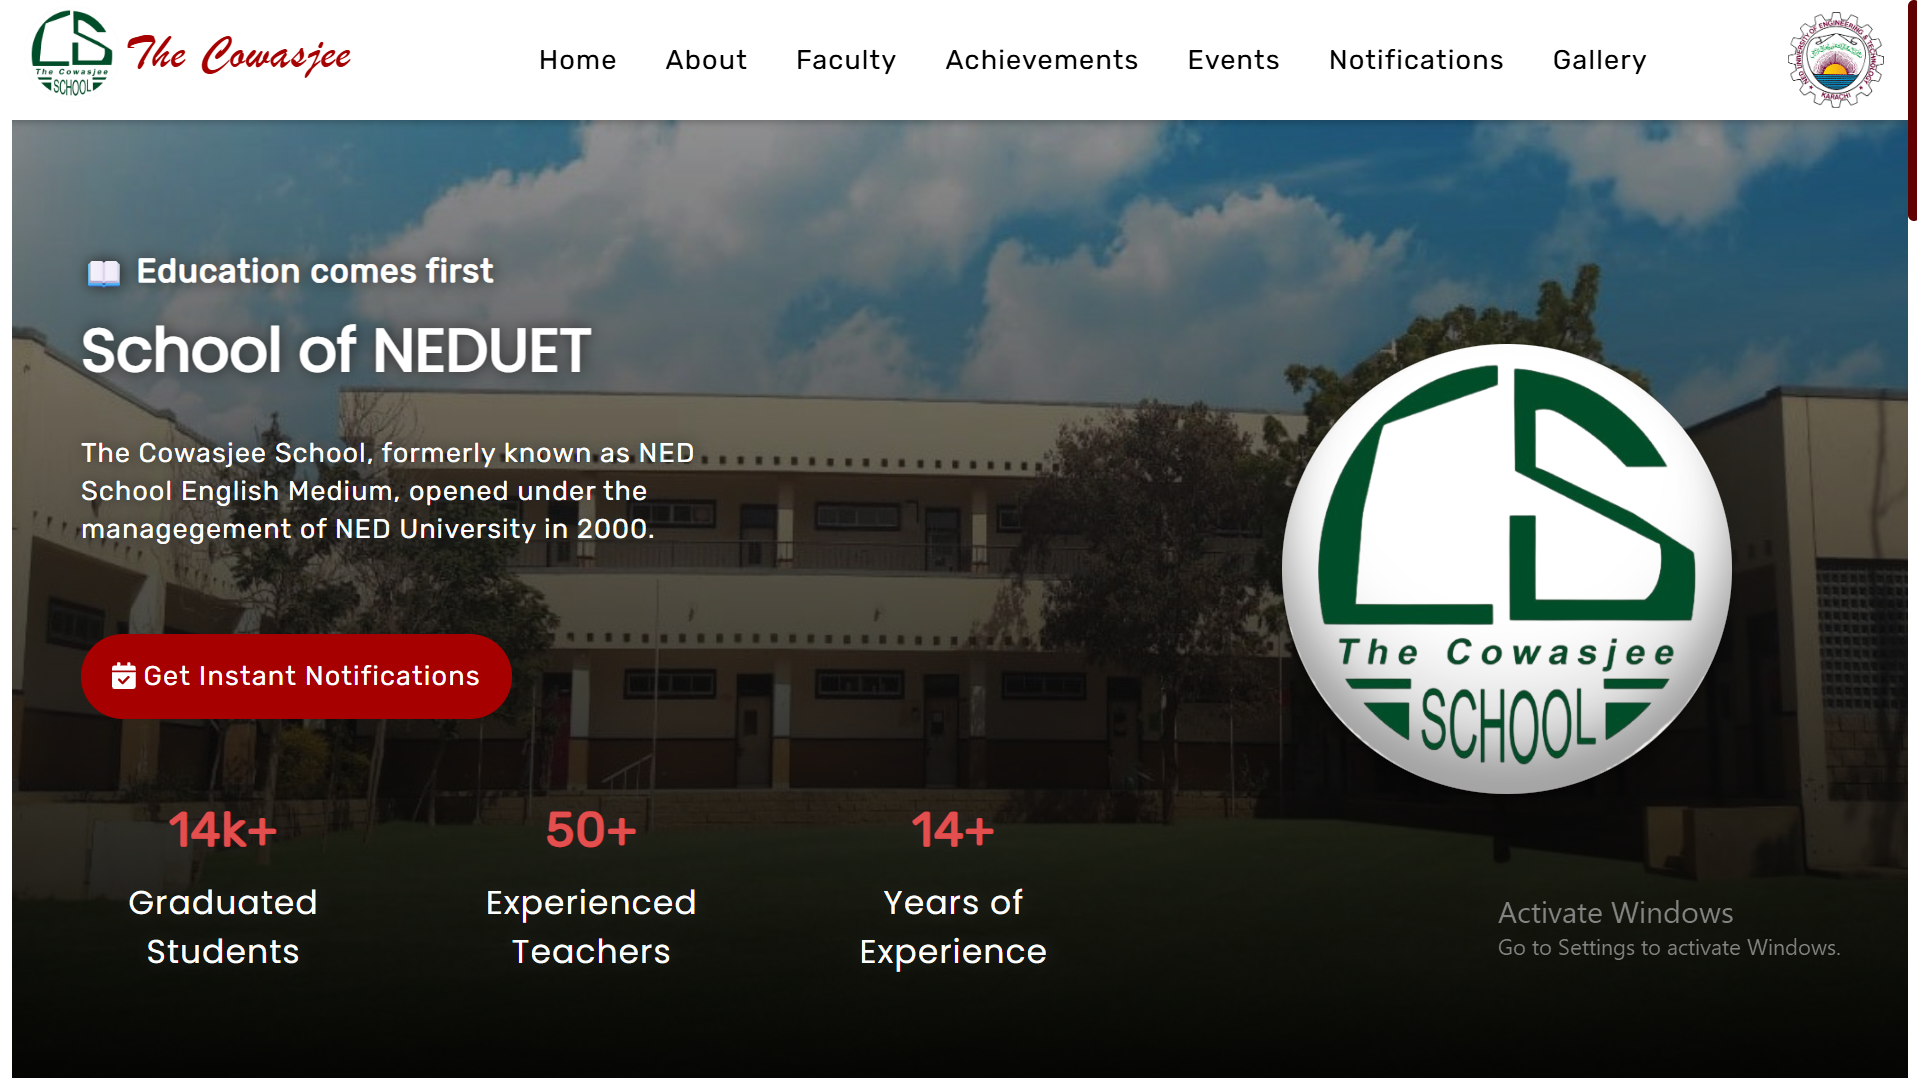 The Cowasjee
SCHOOL
The Cowasjee
Home About Faculty Achievements Events Notifications Gallery
NED UNIVERSITY OF ENGINEERING & TECHNOLOGY
KARACHI
Education comes first
School of NEDUET
The Cowasjee School, formerly known as NED
School English Medium, opened under the
managegement of NED University in 2000.
Get Instant Notifications
The Cowasjee
SCHOOL
14k+ 50+ 14+
Graduated Experienced Years of
Students Teachers Experience
Activate Windows
Go to Settings to activate Windows.